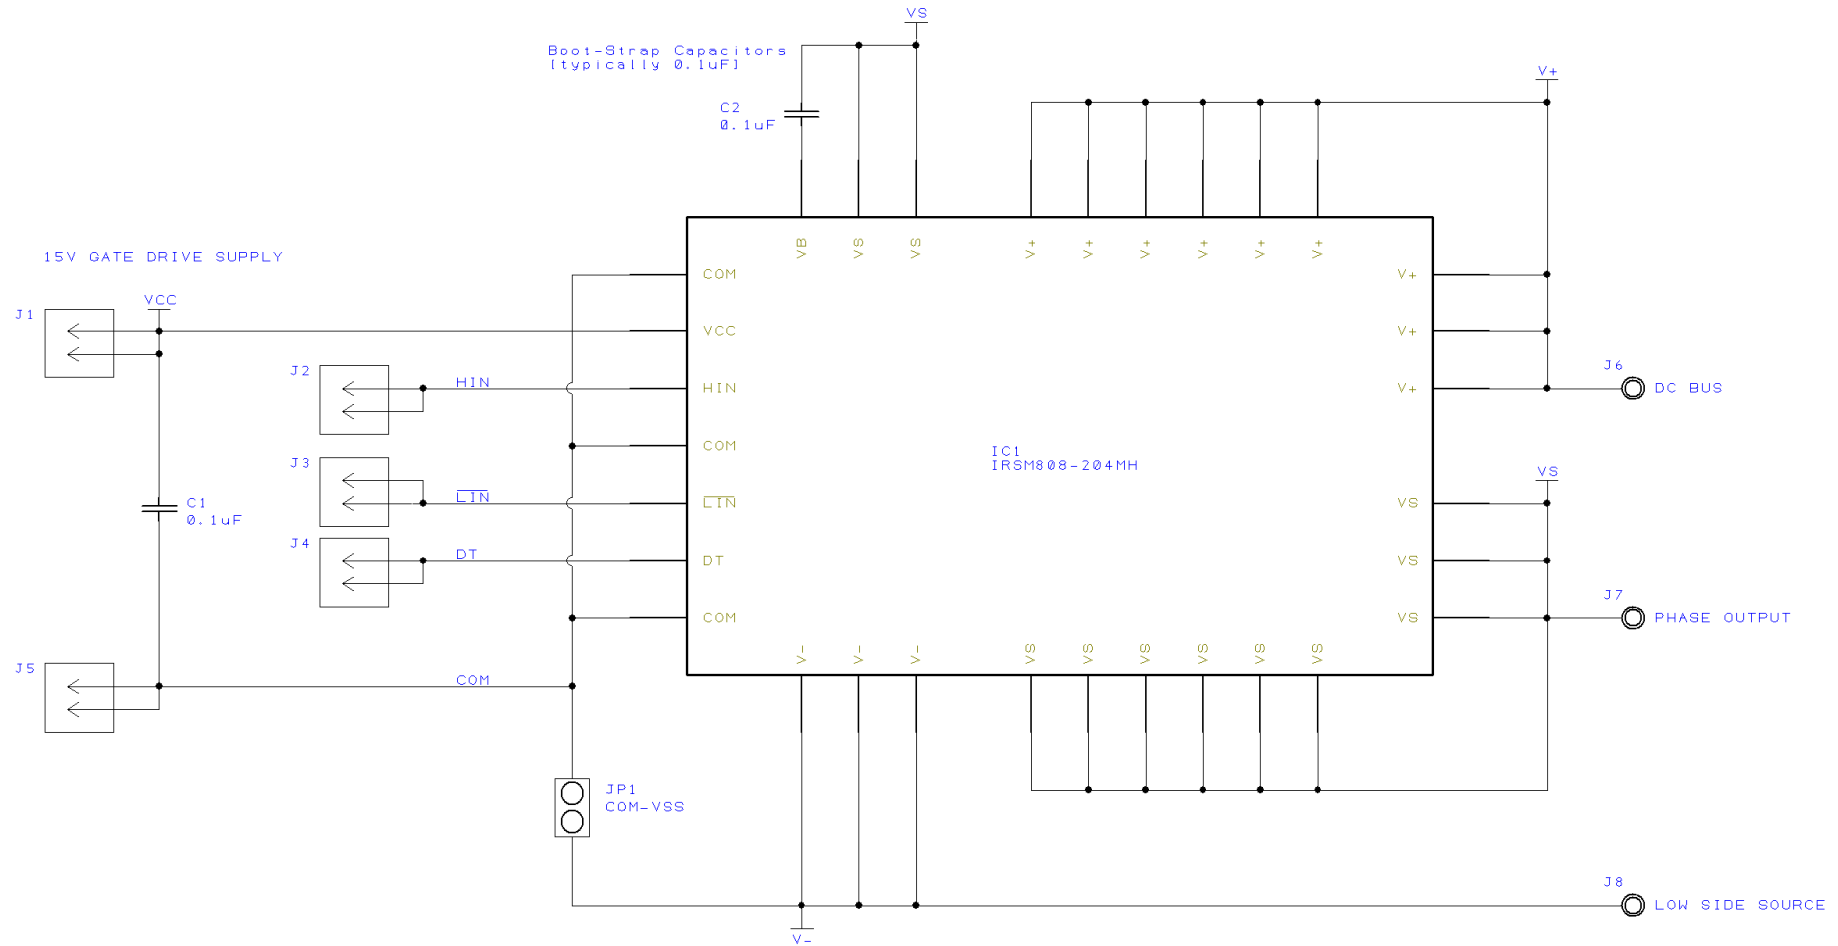 VS
Boot-Strap Capacitors
[typically 0.1uF]
V+
C2
0.1uF
VB
VS
VS
V+
V+
V+
V+
V+
V+
15V GATE DRIVE SUPPLY
J1
VCC
COM
VCC
HIN
COM
LIN
DT
COM
V+
V+
V+
J6
DC BUS
J2
HIN
J3
LIN
J4
DT
IC1
IRSM808-204MH
C1
0.1uF
VS
VS
VS
VS
J7
PHASE OUTPUT
V-
V-
V-
VS
VS
VS
VS
VS
VS
J5
COM
JP1
COM-VSS
J8
LOW SIDE SOURCE
V-